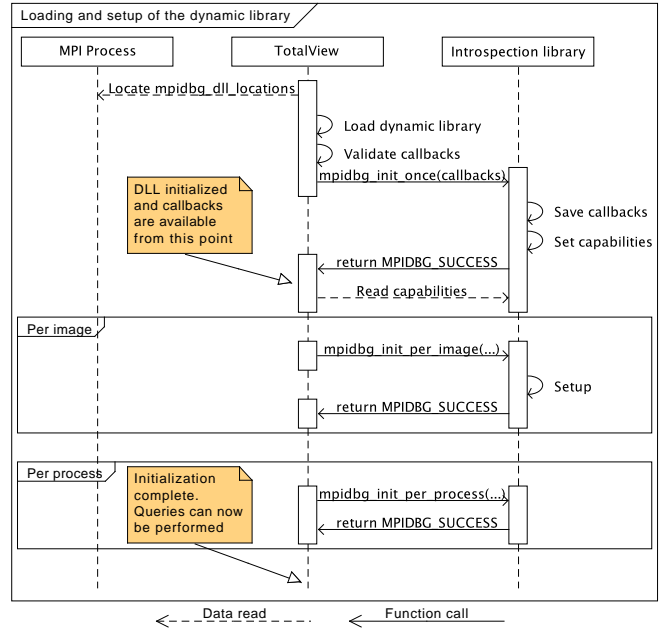 Loading and setup of the dynamic library
MPI Process
TotalView
Introspection library
Locate mpidbg_dll_locations
Load dynamic library
Validate callbacks
mpidbg_init_once(callbacks)
DLL initialized
and callbacks
are available
from this point
Save callbacks
Set capabilities
return MPIDBG_SUCCESS
Read capabilities
Per image
mpidbg_init_per_image(...)
Setup
return MPIDBG_SUCCESS
Per process
Initialization
complete.
Queries can now
be performed
mpidbg_init_per_process(...)
return MPIDBG_SUCCESS
Data read
Function call